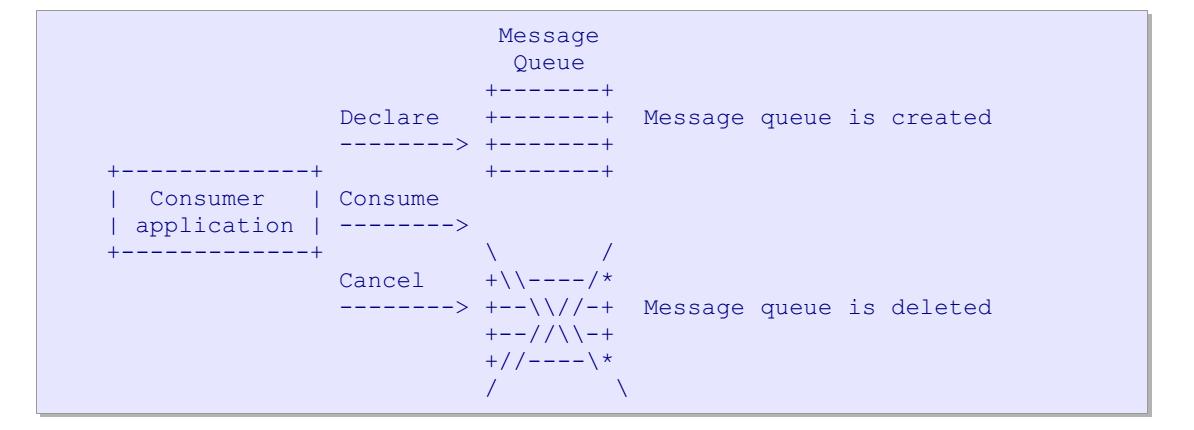 Message
                                        Queue
                                      +-------+
                        Declare       +-------+  Message queue is created
                        --------> +-------+
        +-------------+               +-------+
        |  Consumer   | Consume
        | application | -------->
        +-------------+           \       /
                        Cancel    +\\----/*
                        --------> +--\\//-+  Message queue is deleted
                                  +--//\\-+
                                  +//----\*
                                  /        \